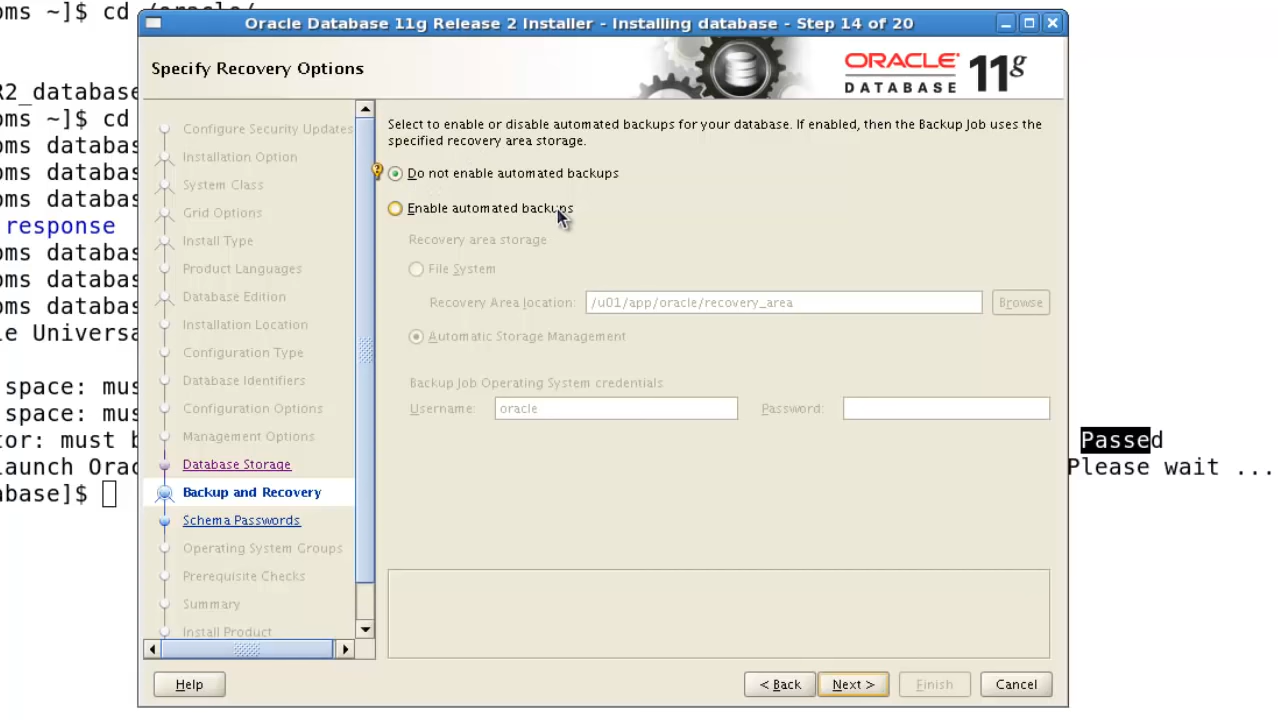 oms ~]$ cd /oracle/
Oracle Database 11g Release 2 Installer - Installing database - Step 14 of 20
Specify Recovery Options
ORACLE
DATABASE
11g
R2_database
oms ~]$ cd
oms databas
oms databas
oms databas
response
oms databas
oms databas
oms databas
le Universa
space: mus
space: mus
tor: must b
Passed
launch Orac
Please wait ...
abase]$
Configure Security Updates
Installation Option
System Class
Grid Options
Install Type
Product Languages
Database Edition
Installation Location
Configuration Type
Database Identifiers
Configuration Options
Management Options
Database Storage
Backup and Recovery
Schema Passwords
Operating System Groups
Prerequisite Checks
Summary
Install Product
Select to enable or disable automated backups for your database. If enabled, then the Backup Job uses the
specified recovery area storage.
Do not enable automated backups
Enable automated backups
Recovery area storage
File System
Recovery Area location: /u01/app/oracle/recovery_area Browse
Automatic Storage Management
Backup Job Operating System credentials
Username: oracle Password:
Help < Back Next > Finish Cancel